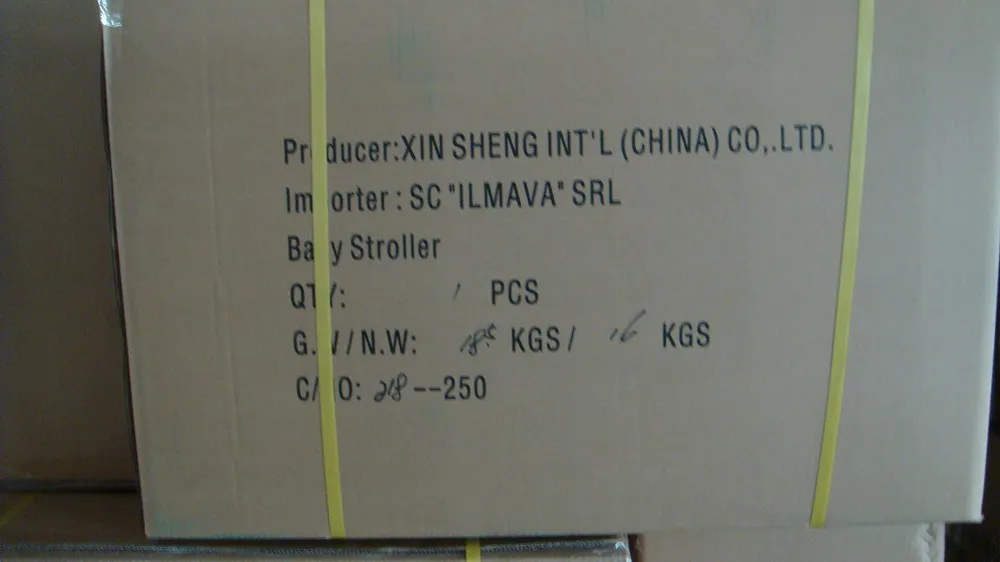 Producer:XIN SHENG INT'L (CHINA) CO,.LTD.
Importer : SC "ILMAVA" SRL
Baby Stroller
QTY: 1 PCS
G.W/N.W: KGS/ 16 KGS
C/NO: 218--250